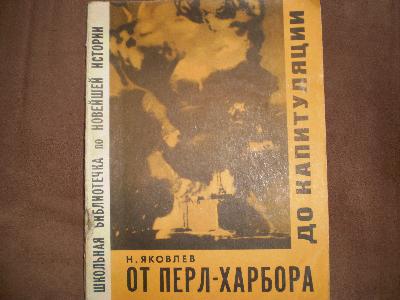 ШКОЛЬНАЯ БИБЛИОТЕЧКА ПО НОВЕЙШЕЙ ИСТОРИИ
Н. ЯКОВЛЕВ
ОТ ПЕРЛ-ХАРБОРА
ДО КАПИТУЛЯЦИИ